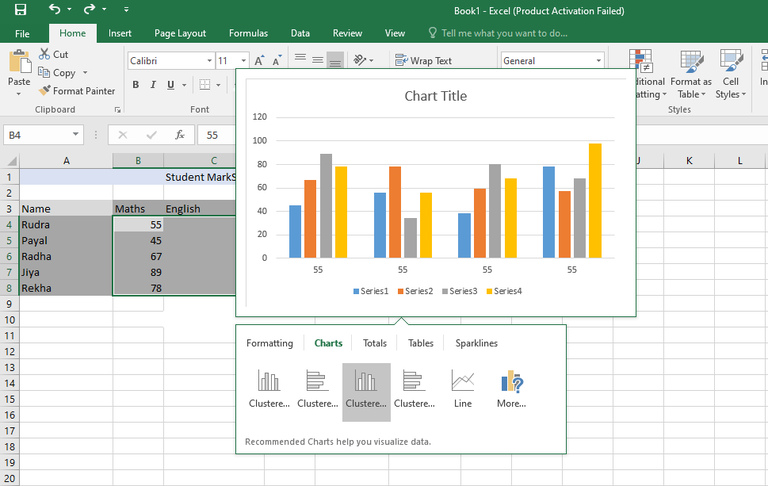 Book1 - Excel (Product Activation Failed)
File Home Insert Page Layout Formulas Data Review View Tell me what you want to do...
Paste
Cut
Copy
Format Painter
Clipboard
Calibri 11 A A
B I U
Font
Wrap Text
General
Format as Table
Cell Styles
Styles
B4 fx 55
A B C J K L
1 Student Mark
2
3 Name Maths English
4 Rudra 55
5 Payal 45
6 Radha 67
7 Jiya 89
8 Rekha 78
9
10
11
12
13
14
15
16
17
18
19
20
Chart Title
120
100
80
60
40
20
0
55 55 55 55
Series1 Series2 Series3 Series4
Formatting Charts Totals Tables Sparklines
Clustere... Clustere... Clustere... Clustere... Line More...
Recommended Charts help you visualize data.